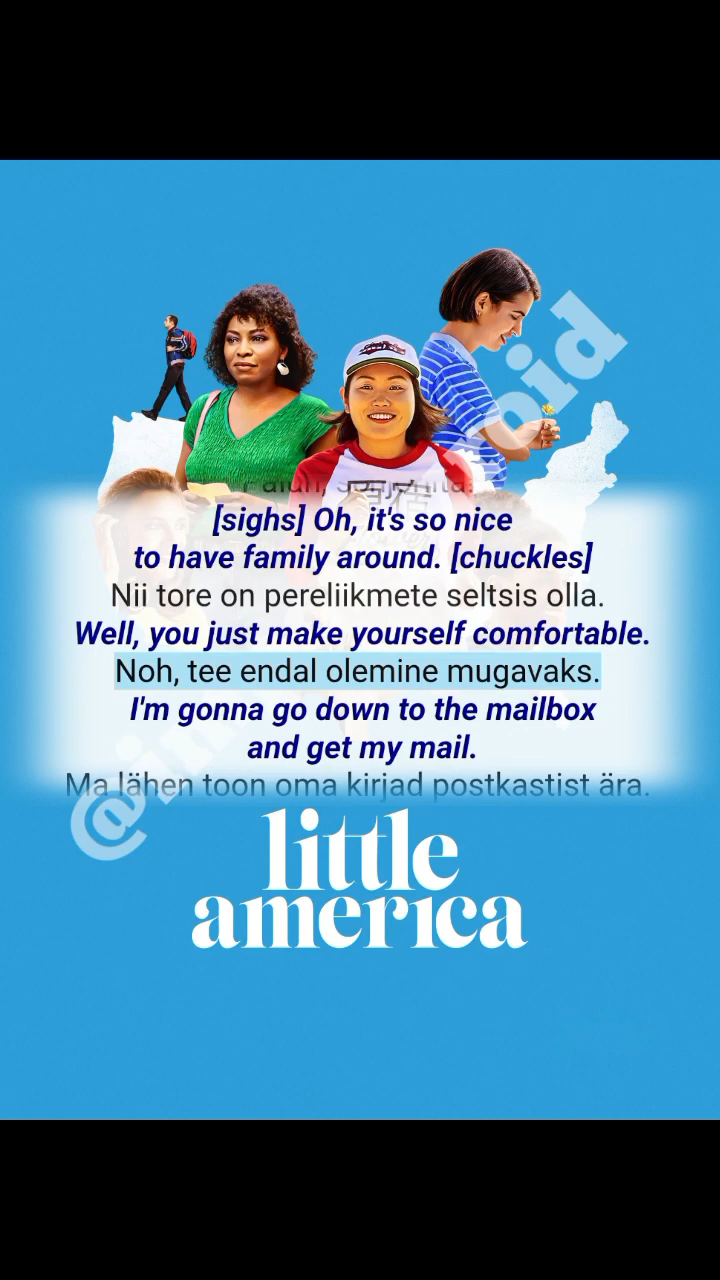 [sighs] Oh, it's so nice
to have family around. [chuckles]
Nii tore on pereliikmete seltsis olla.
Well, you just make yourself comfortable.
Noh, tee endal olemine mugavaks.
I'm gonna go down to the mailbox
and get my mail.
Ma lähen toon oma kirjad postkastist ära.
little
america